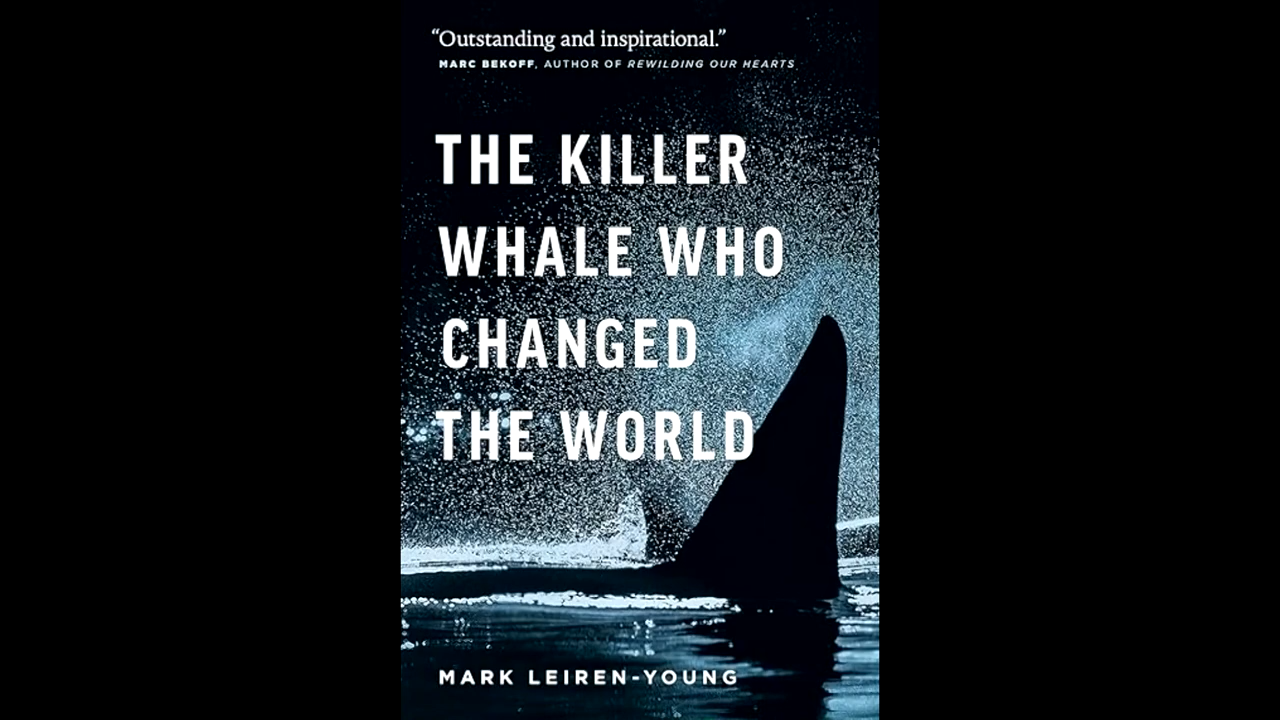 “Outstanding and inspirational.”
MARC BEKOFF, AUTHOR OF REWILDING OUR HEARTS
THE KILLER
WHALE WHO
CHANGED
THE WORLD
MARK LEIREN-YOUNG